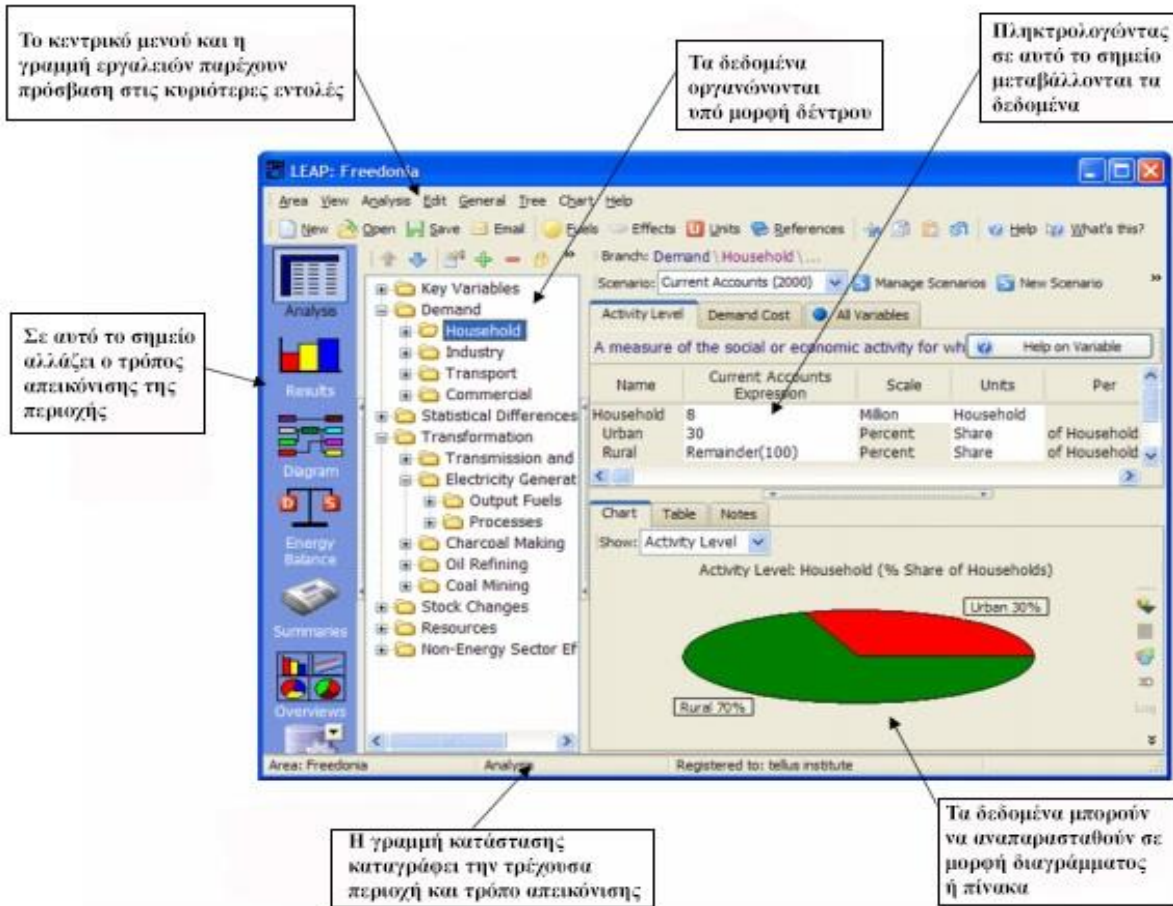 Το κεντρικό μενού και η
γραμμή εργαλειών παρέχουν
πρόσβαση στις κυριότερες εντολές
Τα δεδομένα
οργανώνονται
υπό μορφή δέντρου
Πληκτρολογώντας
σε αυτό το σημείο
μεταβάλλονται τα
δεδομένα
Σε αυτό το σημείο
αλλάζει ο τρόπος
απεικόνισης της
περιοχής
LEAP: Freedonia
Area View Analysis Edit General Tree Chart Help
New Open Save Email Fuels Effects Units References Help What's this?
Analysis
Results
Diagram
Energy
Balance
Summaries
Overviews
Key Variables
Demand
Household
Industry
Transport
Commercial
Statistical Differences
Transformation
Transmission and
Electricity Generat
Output Fuels
Processes
Charcoal Making
Oil Refining
Coal Mining
Stock Changes
Resources
Non-Energy Sector Ef
Branch: Demand \ Household \ ...
Scenario: Current Accounts (2000) Manage Scenarios New Scenario
Activity Level Demand Cost All Variables
A measure of the social or economic activity for wh Help on Variable
Name Current Accounts Expression Scale Units Per
Household 8 Million Household
Urban 30 Percent Share of Household
Rural Remainder(100) Percent Share of Household
Chart Table Notes
Show: Activity Level
Activity Level: Household (% Share of Households)
Urban 30%
Rural 70%
3D
Log
Area: Freedonia Analysis Registered to: tellus institute
Η γραμμή κατάστασης
καταγράφει την τρέχουσα
περιοχή και τρόπο απεικόνισης
Τα δεδομένα μπορούν
να αναπαρασταθούν σε
μορφή διαγράμματος
ή πίνακα